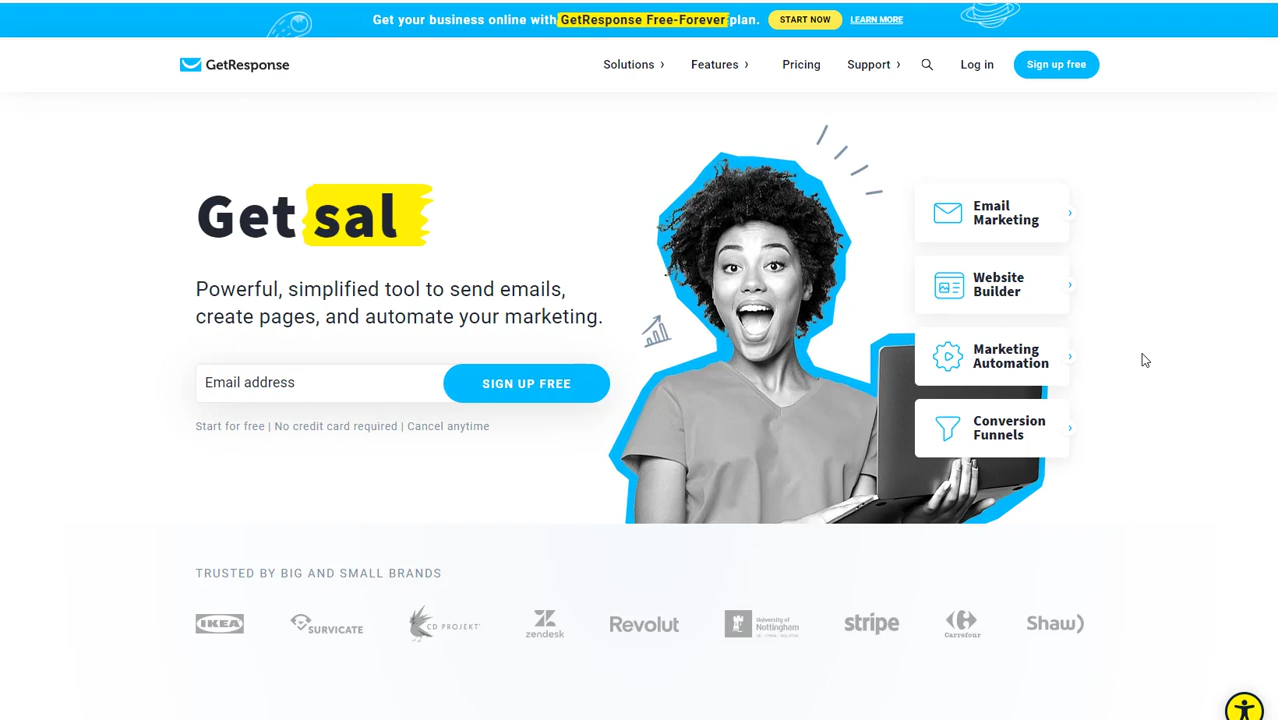 Get your business online with GetResponse Free-Forever plan. START NOW LEARN MORE
GetResponse Solutions Features Pricing Support Log in Sign up free
Get sal
Powerful, simplified tool to send emails,
create pages, and automate your marketing.
Email address SIGN UP FREE
Start for free | No credit card required | Cancel anytime
Email
Marketing
Website
Builder
Marketing
Automation
Conversion
Funnels
TRUSTED BY BIG AND SMALL BRANDS
IKEA SURVICATE CD PROJEKT zendesk Revolut University of Nottingham stripe Carrefour Shaw)